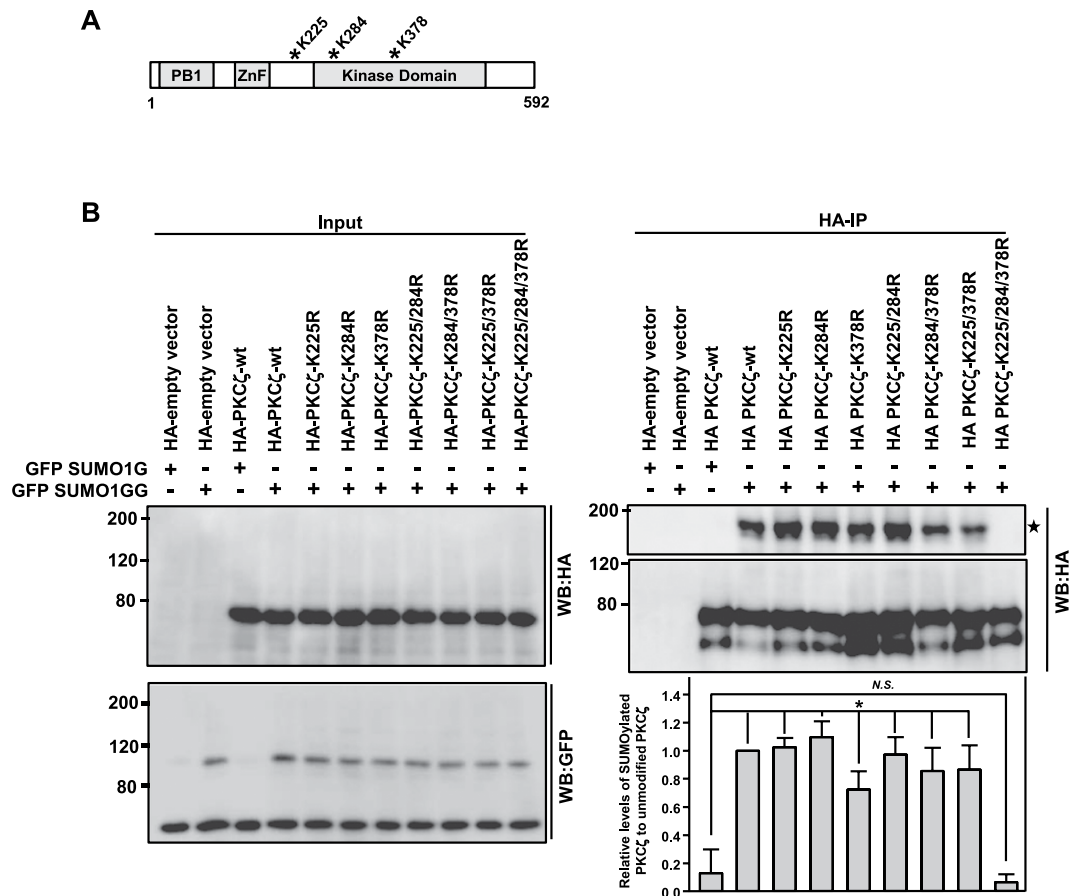 A
*K225 *K284 *K378
PB1 ZnF Kinase Domain
1 592
B
Input
HA-empty vector
HA-empty vector
HA-PKCζ-wt
HA-PKCζ-wt
HA-PKCζ-K225R
HA-PKCζ-K284R
HA-PKCζ-K378R
HA-PKCζ-K225/284R
HA-PKCζ-K284/378R
HA-PKCζ-K225/378R
HA-PKCζ-K225/284/378R
GFP SUMO1G + - + - - - - - - - -
GFP SUMO1GG - + - + + + + + + + +
200
120
80
WB:HA
200
120
80
WB:GFP
HA-IP
HA-empty vector
HA-empty vector
HA PKCζ-wt
HA PKCζ-wt
HA PKCζ-K225R
HA PKCζ-K284R
HA PKCζ-K378R
HA PKCζ-K225/284R
HA PKCζ-K284/378R
HA PKCζ-K225/378R
HA PKCζ-K225/284/378R
+ - + - - - - - - - -
- + - + + + + + + + +
200
★
120
80
WB:HA
Relative levels of SUMOylated
PKCζ to unmodified PKCζ
1.4
1.2
1.0
0.8
0.6
0.4
0.2
0.0
N.S.
*